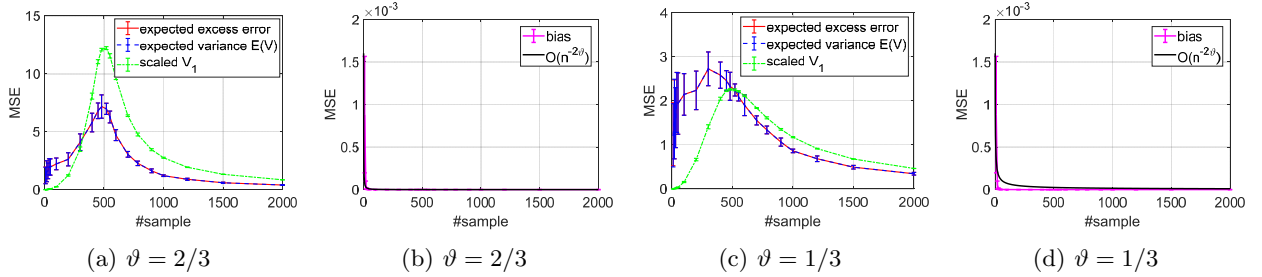 15
10
5
0
MSE
0 500 1000 1500 2000
#sample
expected excess error
expected variance E(V)
scaled V1
(a) ϑ = 2/3
×10-3
2
1.5
1
0.5
0
MSE
0 500 1000 1500 2000
#sample
bias
O(n-2ϑ)
(b) ϑ = 2/3
4
3
2
1
0
MSE
0 500 1000 1500 2000
#sample
expected excess error
expected variance E(V)
scaled V1
(c) ϑ = 1/3
×10-3
2
1.5
1
0.5
0
MSE
0 500 1000 1500 2000
#sample
bias
O(n-2ϑ)
(d) ϑ = 1/3